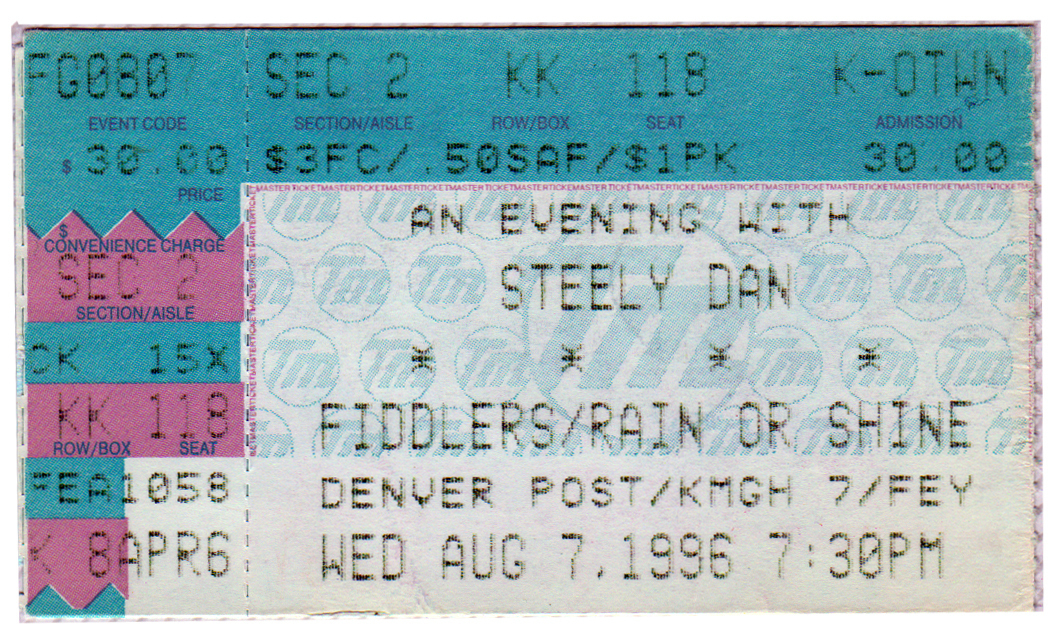 FG0807 SEC 2 KK 118 K-OTWN
EVENT CODE SECTION/AISLE ROW/BOX SEAT ADMISSION
$ 30.00 $3FC/.50SAF/$1PK 30.00
PRICE
AN EVENING WITH
$
CONVENIENCE CHARGE
SEC 2 STEELY DAN
SECTION/AISLE
CK 15X * * * *
KK 118 FIDDLERS/RAIN OR SHINE
ROW/BOX SEAT
FEA1058 DENVER POST/KMGH 7/FEY
K 8APR6 WED AUG 7,1996 7:30PM